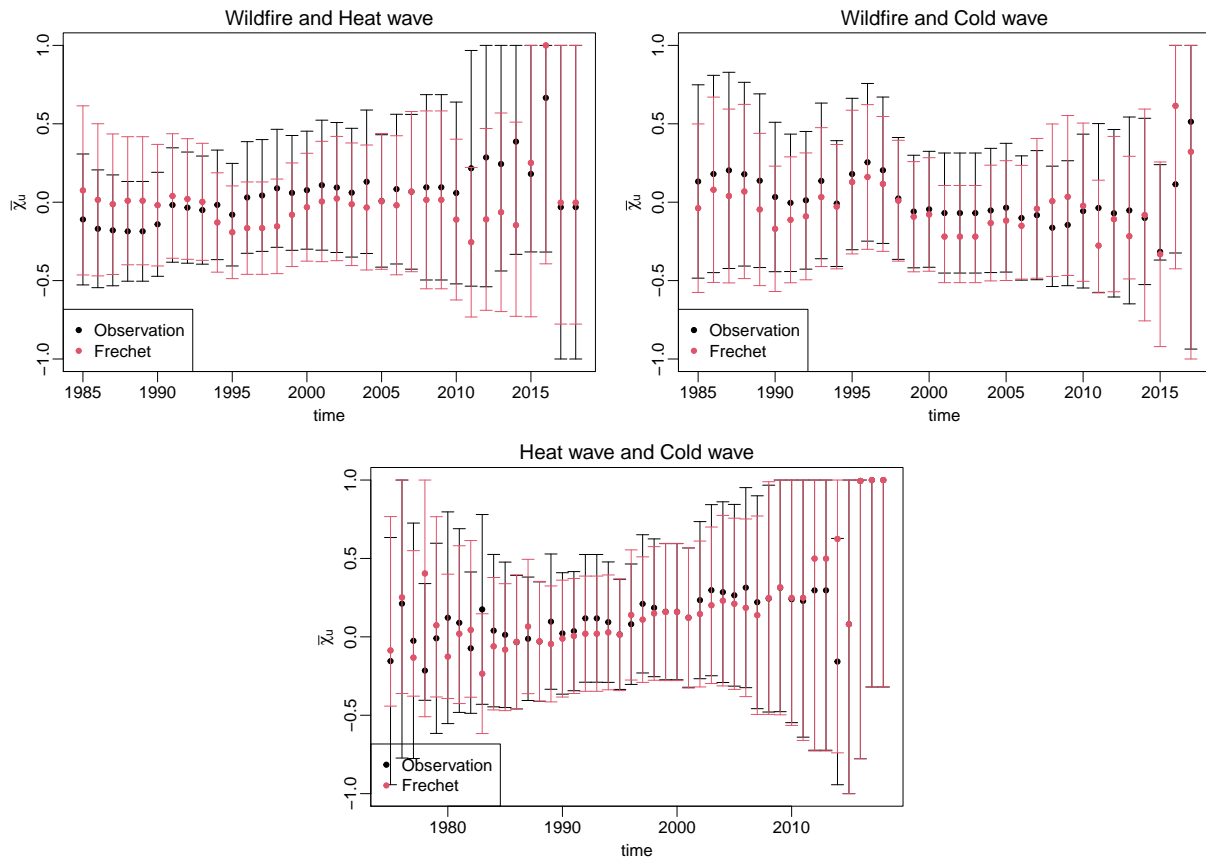 Wildfire and Heat wave
χ̄u
1.0
0.5
0.0
−0.5
−1.0
Observation
Frechet
1985 1990 1995 2000 2005 2010 2015
time
Wildfire and Cold wave
χ̄u
1.0
0.5
0.0
−0.5
−1.0
Observation
Frechet
1985 1990 1995 2000 2005 2010 2015
time
Heat wave and Cold wave
χ̄u
1.0
0.5
0.0
−0.5
−1.0
Observation
Frechet
1980 1990 2000 2010
time